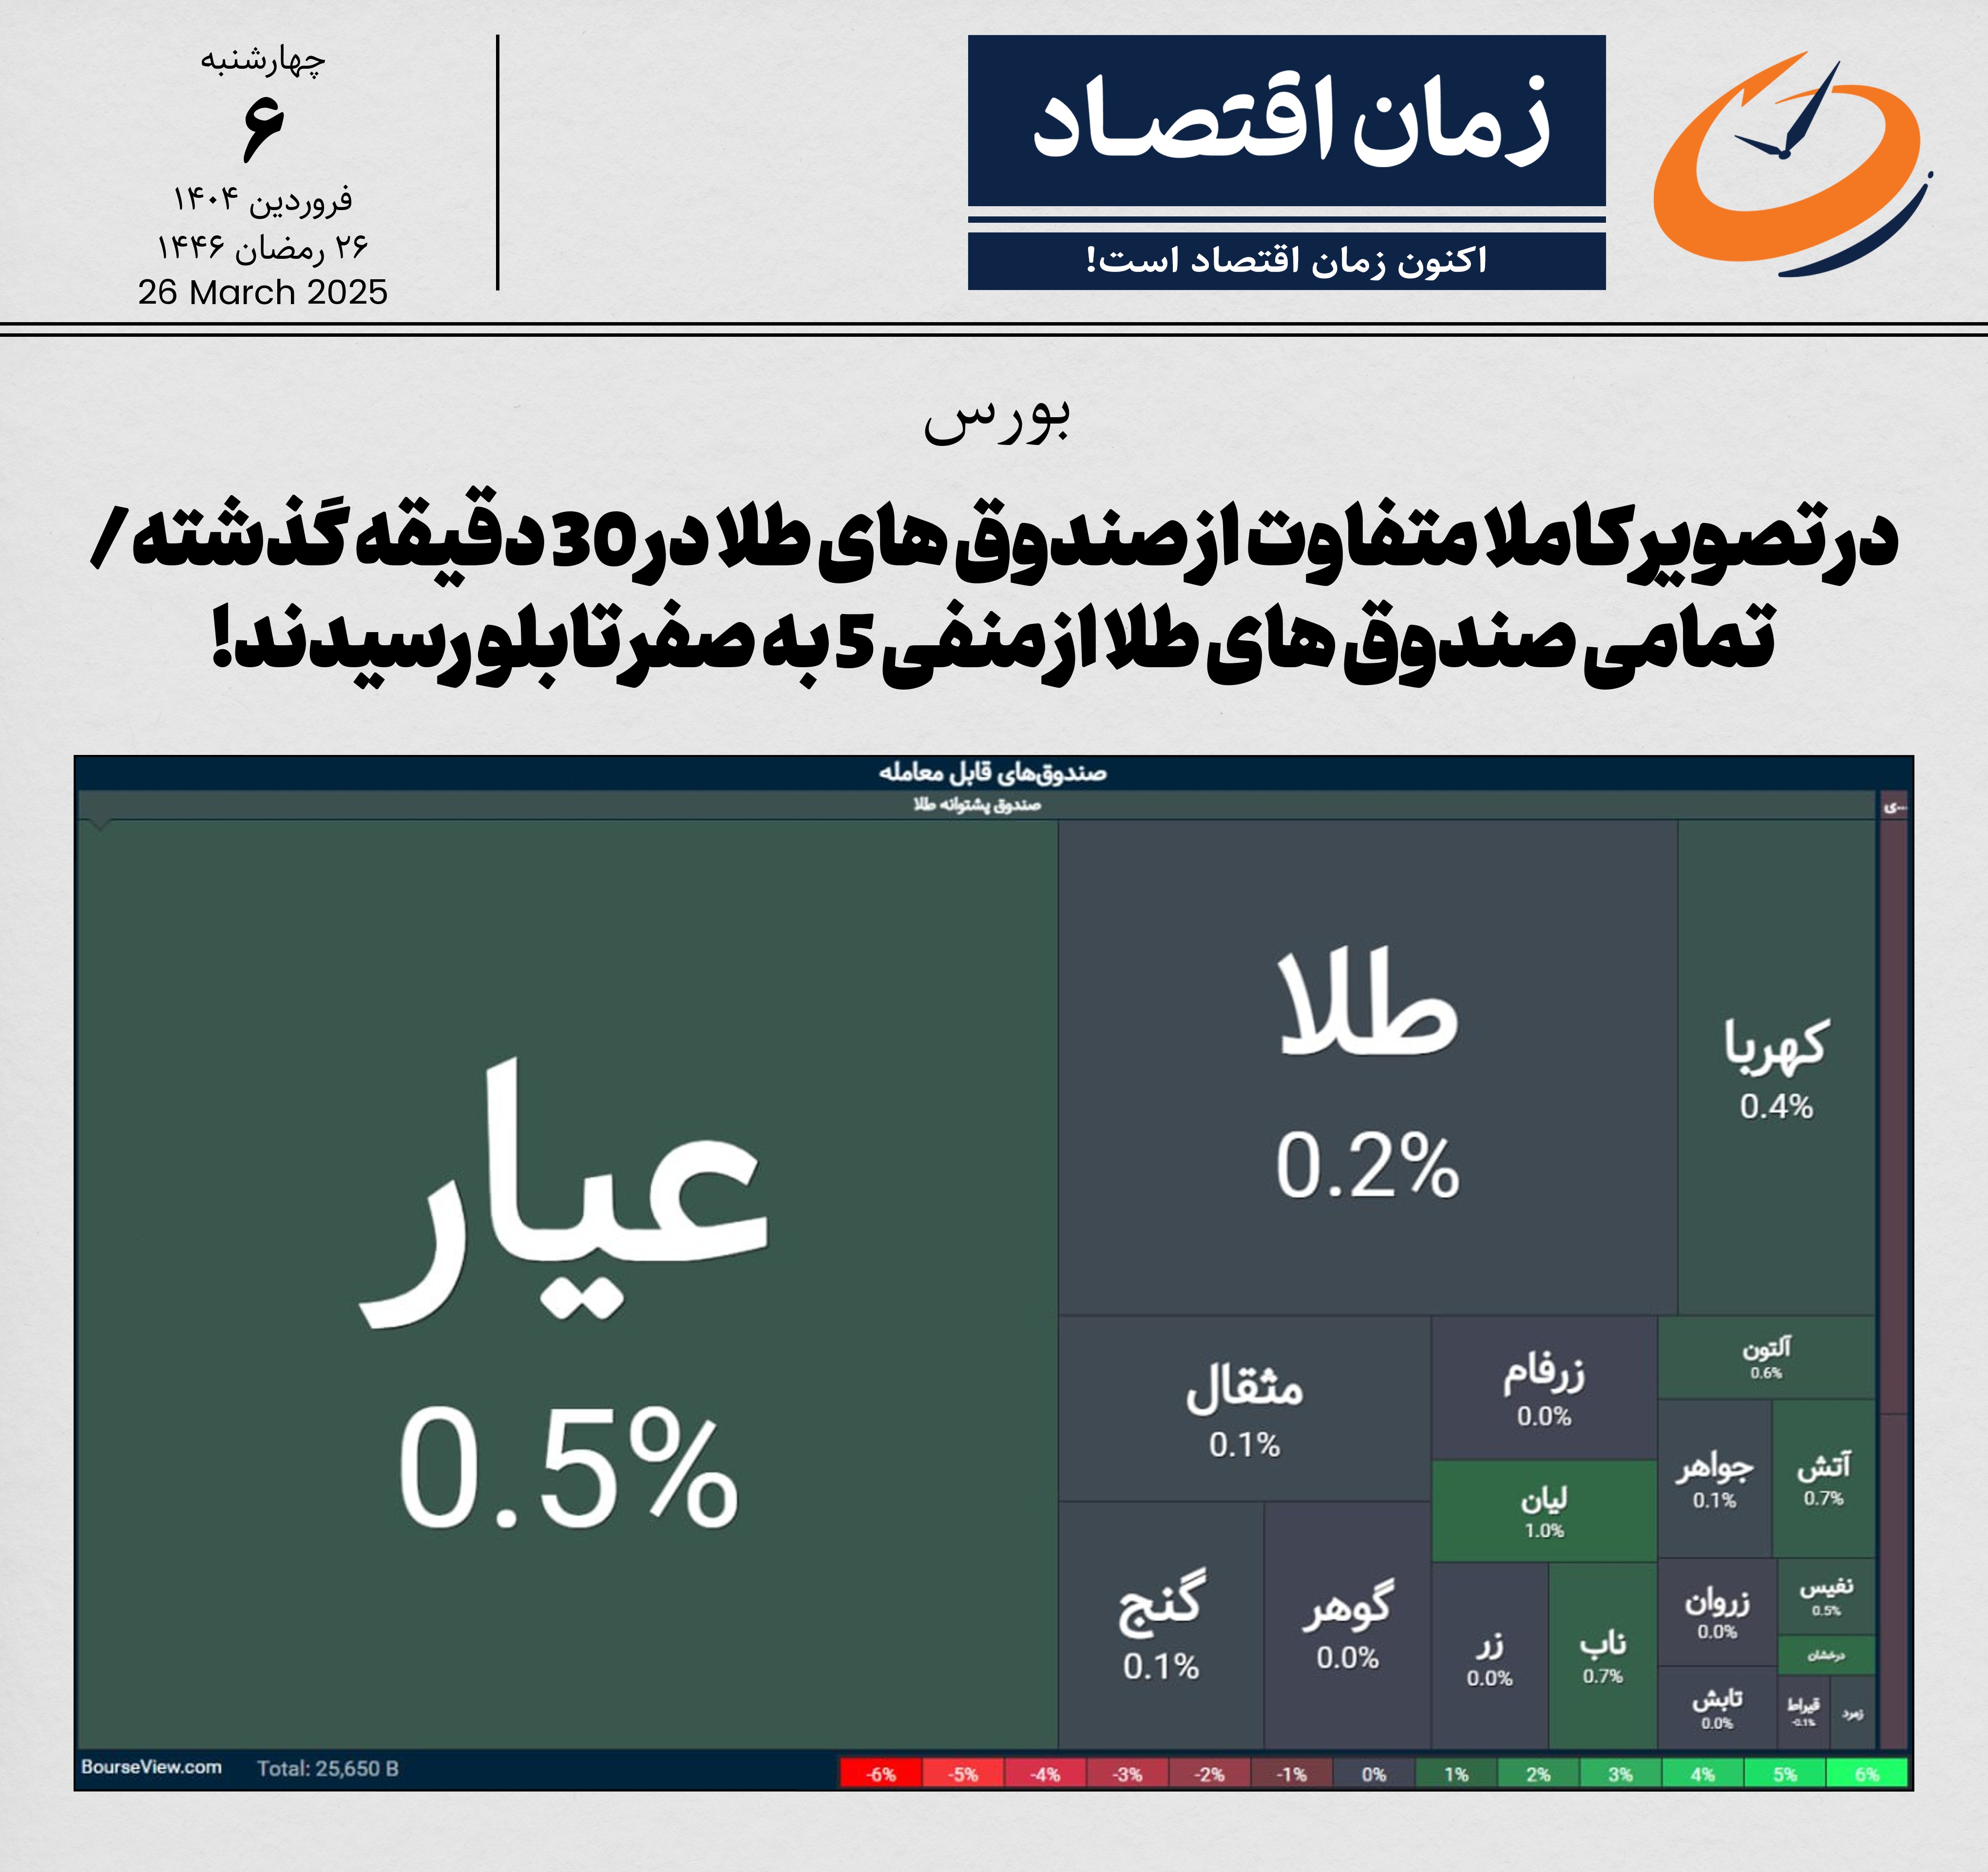 زمان اقتصاد
اکنون زمان اقتصاد است!
چهارشنبه
۶
فروردین ۱۴۰۴
۲۶ رمضان ۱۴۴۶
26 March 2025
بورس
در تصویر کاملا متفاوت از صندوق های طلا در 30 دقیقه گذشته /
تمامی صندوق های طلا از منفی 5 به صفر تابلو رسیدند!
صندوق‌های قابل معامله
صندوق پشتوانه طلا
عیار
0.5%
طلا
0.2%
کهربا
0.4%
مثقال
0.1%
زرفام
0.0%
آلتون
0.6%
لیان
1.0%
جواهر
0.1%
آتش
0.7%
گنج
0.1%
گوهر
0.0%
زر
0.0%
ناب
0.7%
زروان
0.0%
نفیس
0.5%
درخشان
تابش
0.0%
قیراط
-0.1%
زمرد
BourseView.com Total: 25,650 B
-6% -5% -4% -3% -2% -1% 0% 1% 2% 3% 4% 5% 6%